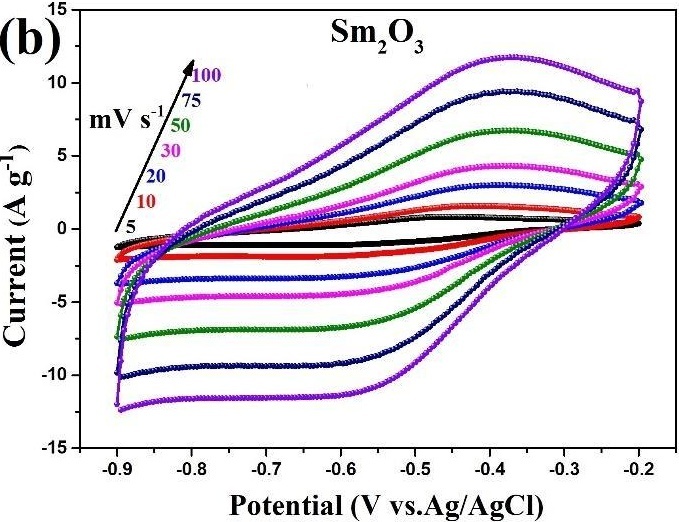 (b)
Sm₂O₃
mV s⁻¹
100
75
50
30
20
10
5
Current (A g⁻¹)
15
10
5
0
-5
-10
-15
-0.9 -0.8 -0.7 -0.6 -0.5 -0.4 -0.3 -0.2
Potential (V vs.Ag/AgCl)